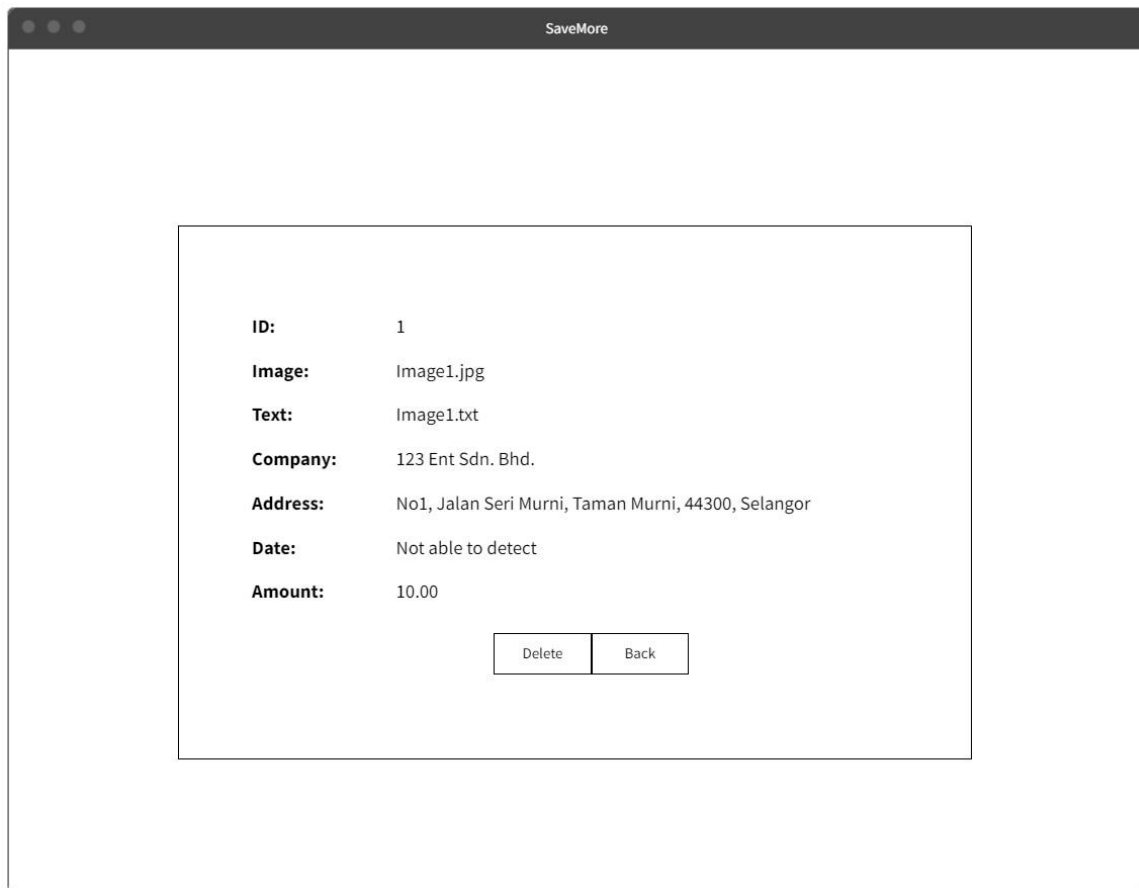 SaveMore
ID: 1
Image: Image1.jpg
Text: Image1.txt
Company: 123 Ent Sdn. Bhd.
Address: No1, Jalan Seri Murni, Taman Murni, 44300, Selangor
Date: Not able to detect
Amount: 10.00
Delete Back